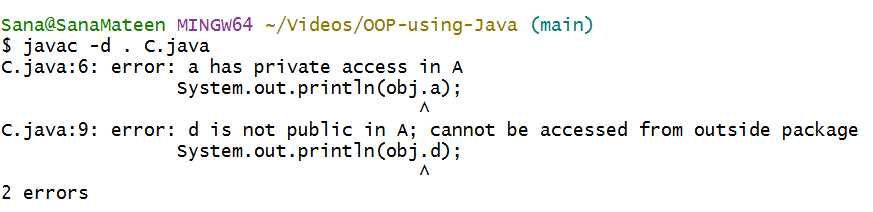 Sana@SanaMateen MINGW64 ~/Videos/OOP-using-Java (main)
$ javac -d . C.java
C.java:6: error: a has private access in A
                System.out.println(obj.a);
                                      ^
C.java:9: error: d is not public in A; cannot be accessed from outside package
                System.out.println(obj.d);
                                      ^
2 errors